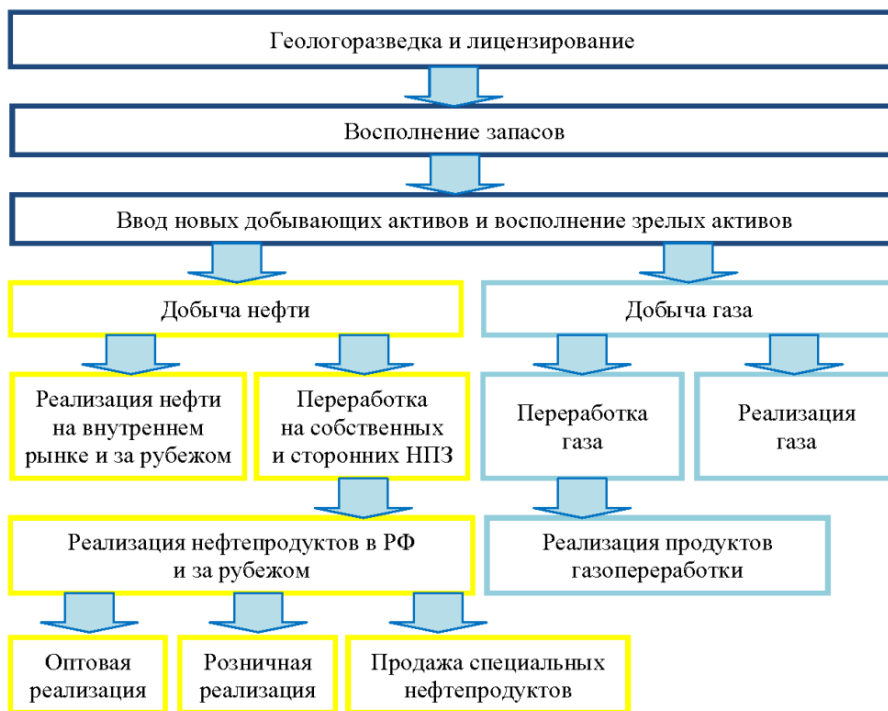 Геологоразведка и лицензирование
Восполнение запасов
Ввод новых добывающих активов и восполнение зрелых активов
Добыча нефти
Добыча газа
Реализация нефти
на внутреннем
рынке и за рубежом
Переработка
на собственных
и сторонних НПЗ
Переработка
газа
Реализация
газа
Реализация нефтепродуктов в РФ
и за рубежом
Реализация продуктов
газопереработки
Оптовая
реализация
Розничная
реализация
Продажа специальных
нефтепродуктов